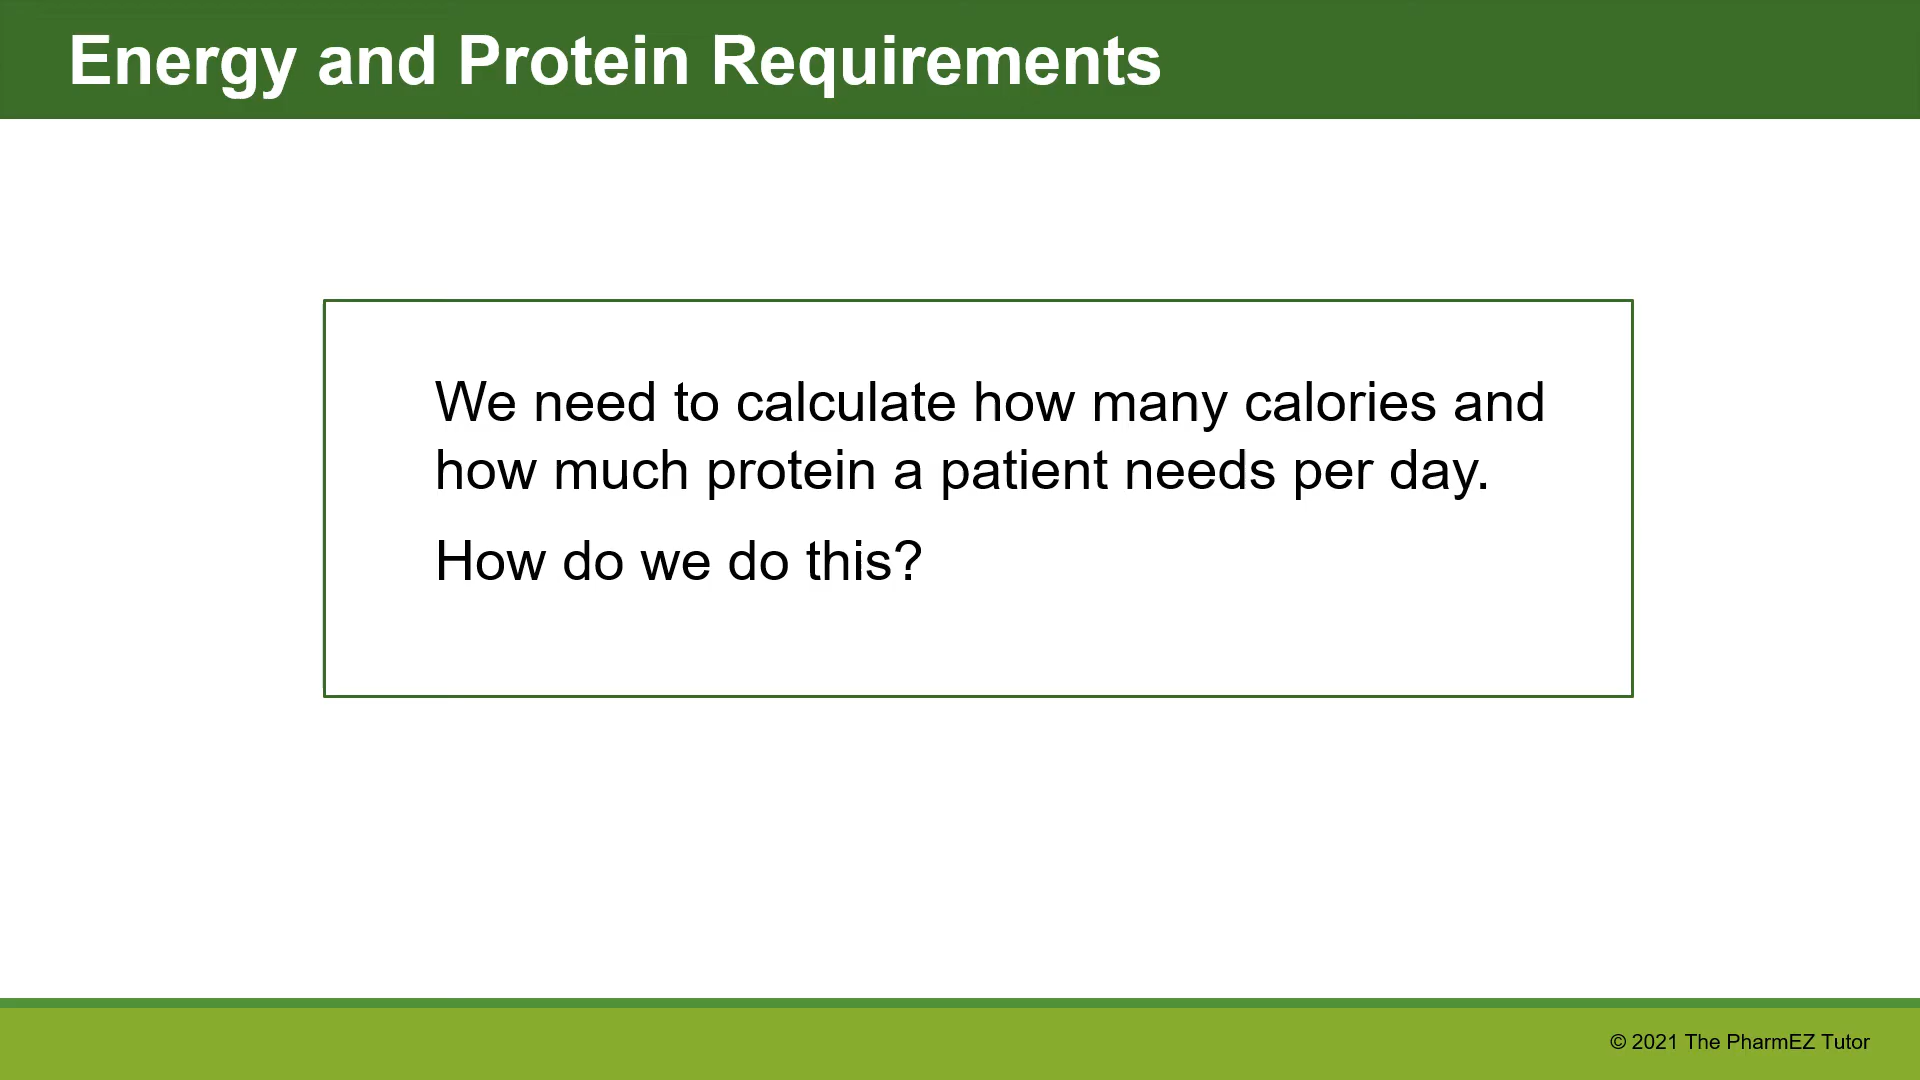 Energy and Protein Requirements
We need to calculate how many calories and
how much protein a patient needs per day.
How do we do this?
© 2021 The PharmEZ Tutor